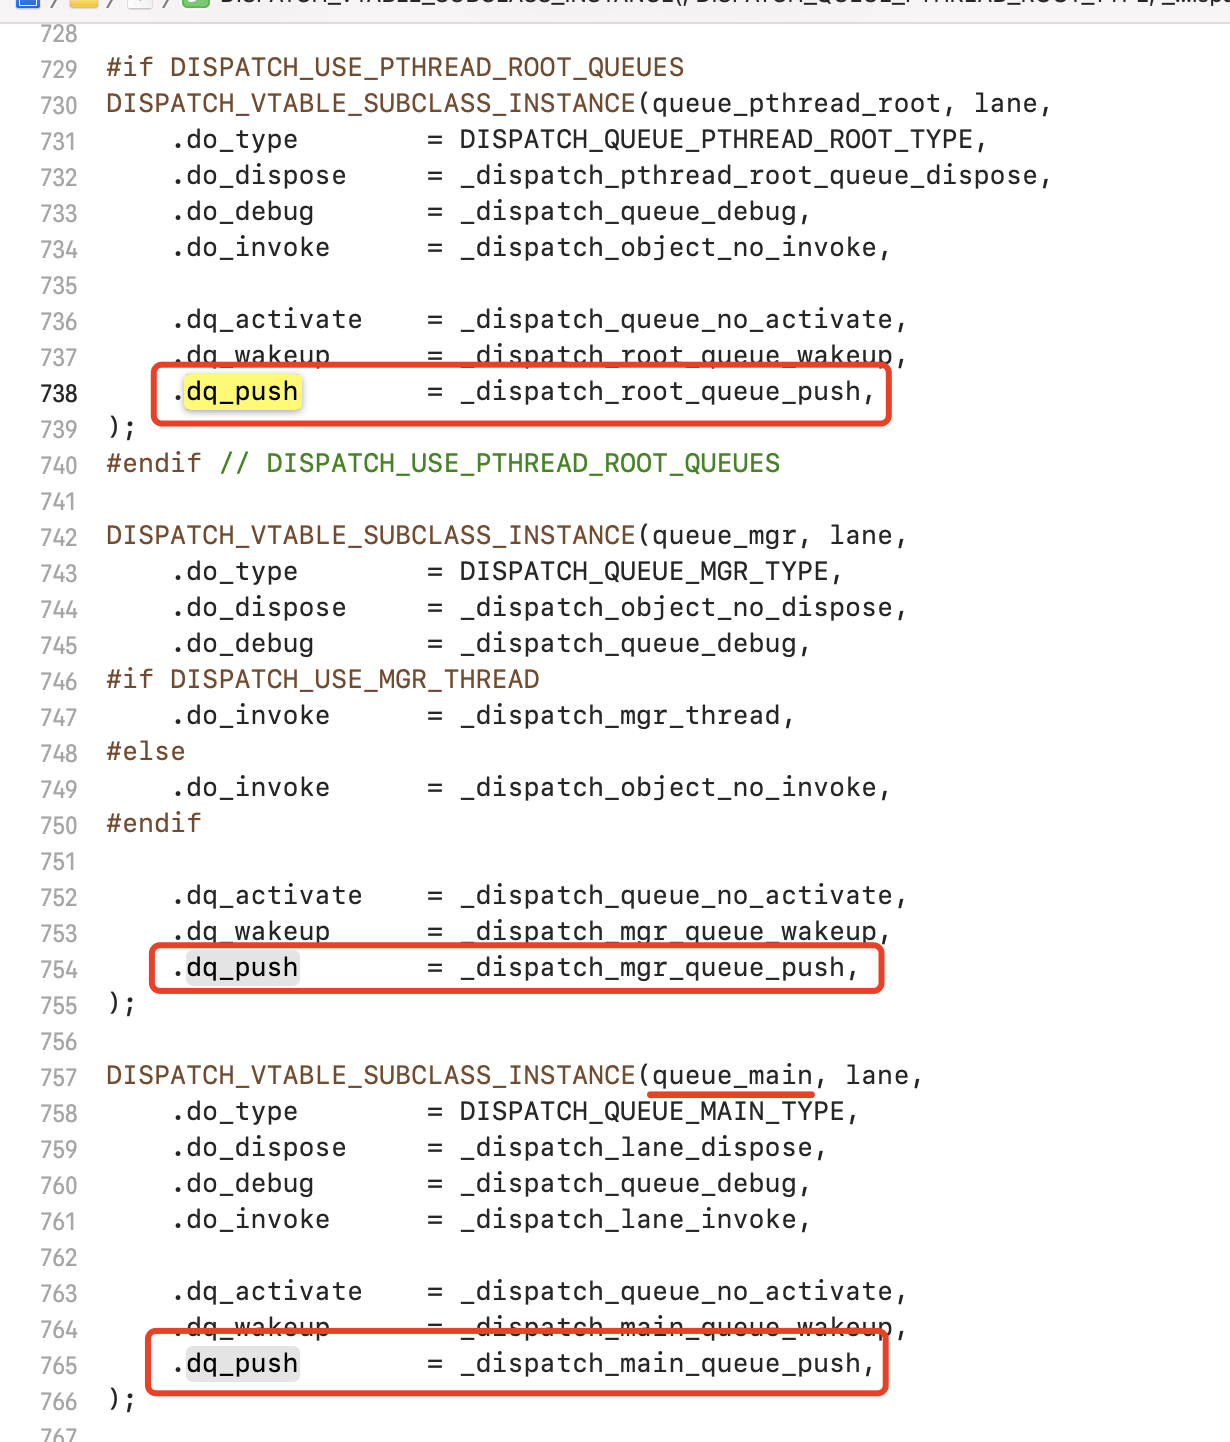 728
729 #if DISPATCH_USE_PTHREAD_ROOT_QUEUES
730 DISPATCH_VTABLE_SUBCLASS_INSTANCE(queue_pthread_root, lane,
731     .do_type        = DISPATCH_QUEUE_PTHREAD_ROOT_TYPE,
732     .do_dispose     = _dispatch_pthread_root_queue_dispose,
733     .do_debug       = _dispatch_queue_debug,
734     .do_invoke      = _dispatch_object_no_invoke,
735
736     .dq_activate    = _dispatch_queue_no_activate,
737     .dq_wakeup      = _dispatch_root_queue_wakeup,
738     .dq_push        = _dispatch_root_queue_push,
739 );
740 #endif // DISPATCH_USE_PTHREAD_ROOT_QUEUES
741
742 DISPATCH_VTABLE_SUBCLASS_INSTANCE(queue_mgr, lane,
743     .do_type        = DISPATCH_QUEUE_MGR_TYPE,
744     .do_dispose     = _dispatch_object_no_dispose,
745     .do_debug       = _dispatch_queue_debug,
746 #if DISPATCH_USE_MGR_THREAD
747     .do_invoke      = _dispatch_mgr_thread,
748 #else
749     .do_invoke      = _dispatch_object_no_invoke,
750 #endif
751
752     .dq_activate    = _dispatch_queue_no_activate,
753     .dq_wakeup      = _dispatch_mgr_queue_wakeup,
754     .dq_push        = _dispatch_mgr_queue_push,
755 );
756
757 DISPATCH_VTABLE_SUBCLASS_INSTANCE(queue_main, lane,
758     .do_type        = DISPATCH_QUEUE_MAIN_TYPE,
759     .do_dispose     = _dispatch_lane_dispose,
760     .do_debug       = _dispatch_queue_debug,
761     .do_invoke      = _dispatch_lane_invoke,
762
763     .dq_activate    = _dispatch_queue_no_activate,
764     .dq_wakeup      = _dispatch_main_queue_wakeup,
765     .dq_push        = _dispatch_main_queue_push,
766 );
767